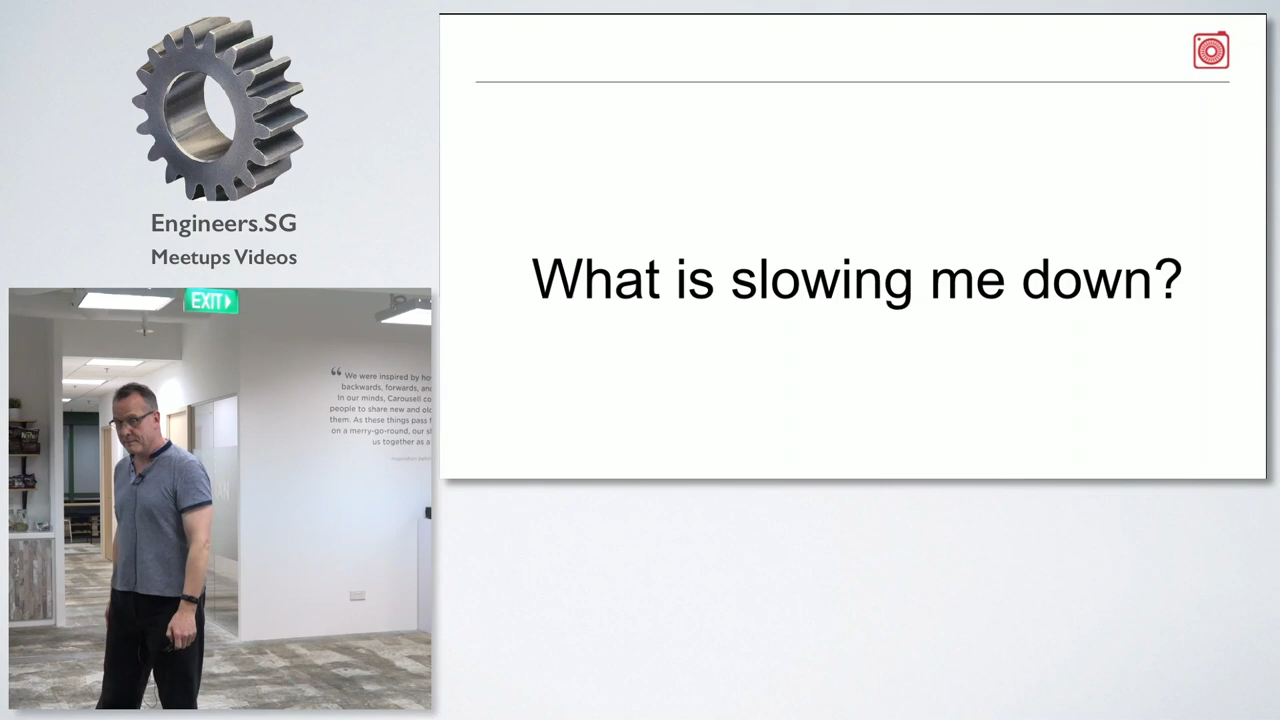 Engineers.SG
Meetups Videos
What is slowing me down?
EXIT
“ We were inspired by
backwards, forwards, and
In our minds, Carousell
people to share new and old
them. As these things pass
on a merry-go-round, our
us together as a